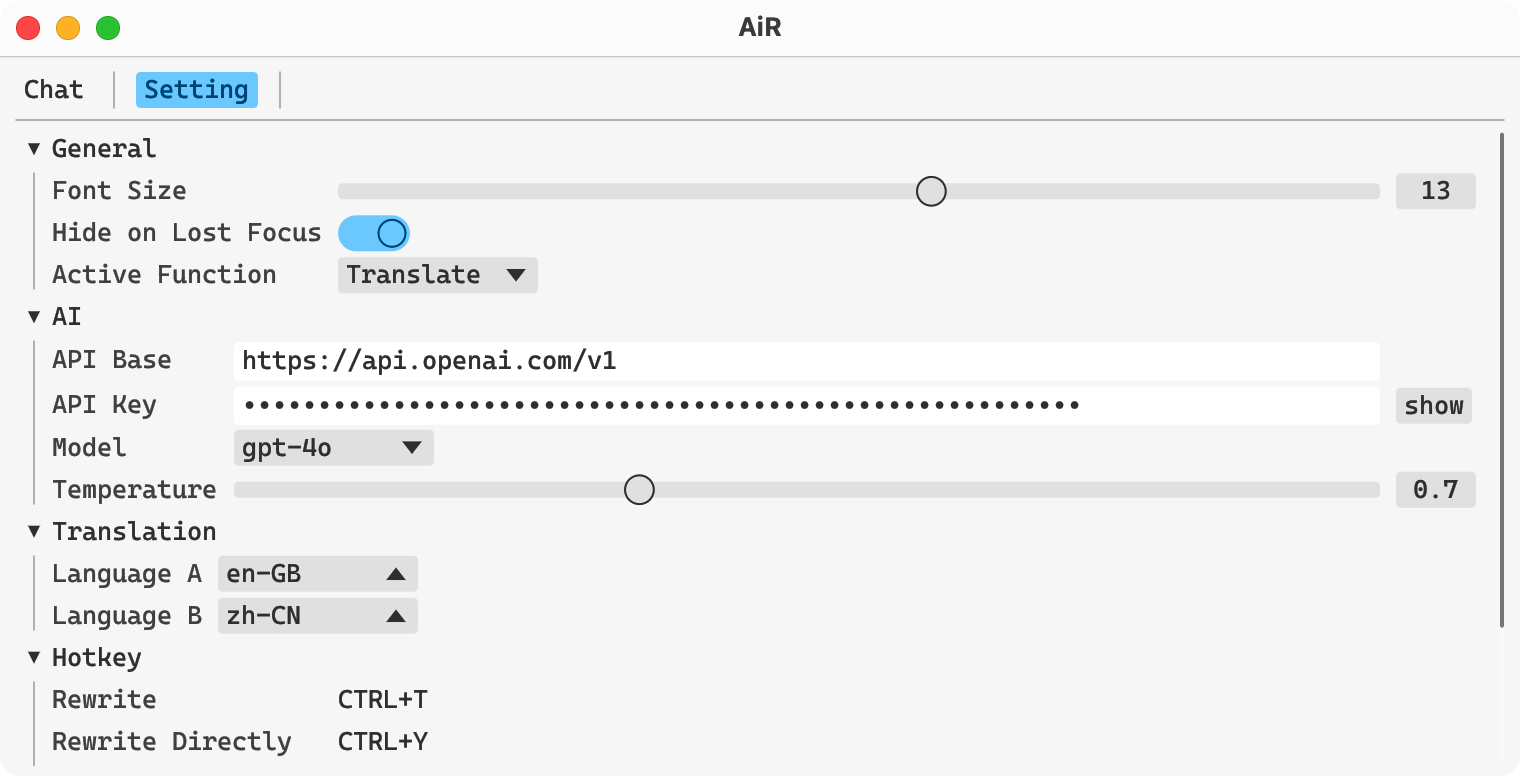 AiR
Chat Setting
▼ General
Font Size 13
Hide on Lost Focus
Active Function Translate ▼
▼ AI
API Base https://api.openai.com/v1
API Key •••••••••••••••••••••••••••••••••••••••••••••••••••••••• show
Model gpt-4o ▼
Temperature 0.7
▼ Translation
Language A en-GB ▲
Language B zh-CN ▲
▼ Hotkey
Rewrite CTRL+T
Rewrite Directly CTRL+Y